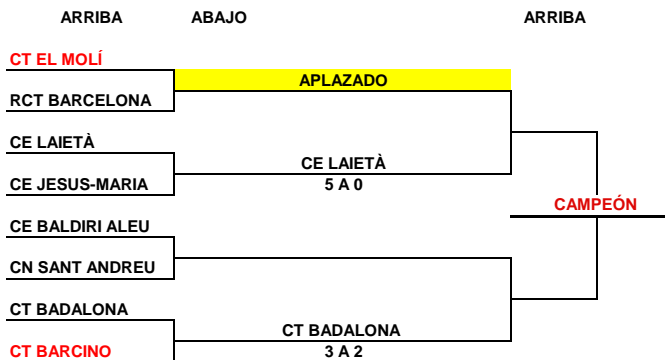 ARRIBA ABAJO ARRIBA
CT EL MOLÍ
APLAZADO
RCT BARCELONA
CE LAIETÀ
CE LAIETÀ
CE JESUS-MARIA 5 A 0
CAMPEÓN
CE BALDIRI ALEU
CN SANT ANDREU
CT BADALONA
CT BADALONA
CT BARCINO 3 A 2